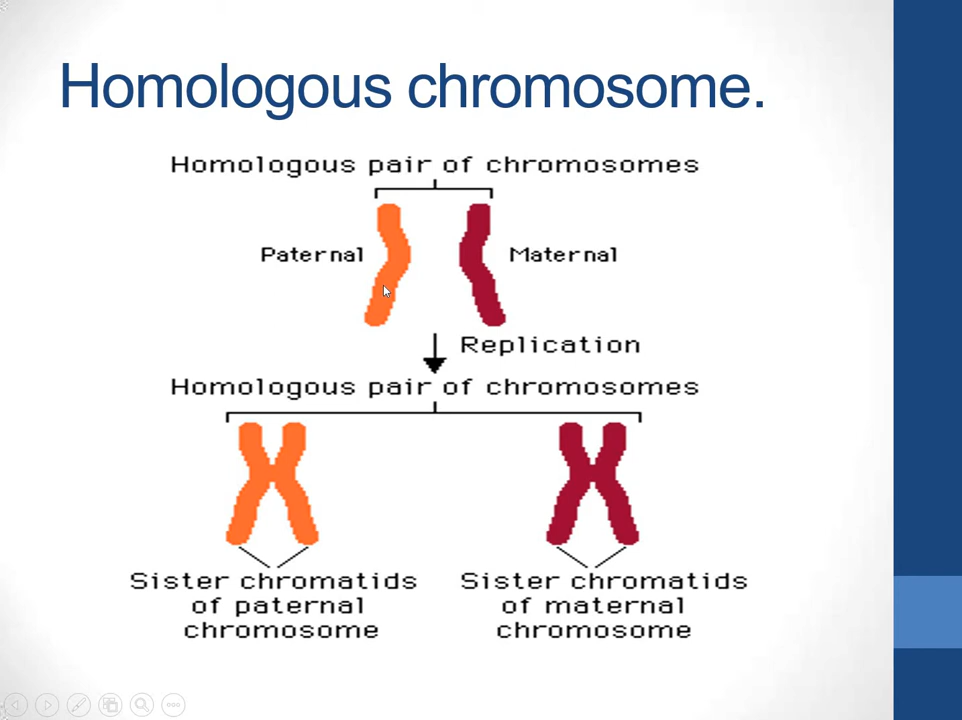 Homologous chromosome.
Homologous pair of chromosomes
Paternal
Maternal
Replication
Homologous pair of chromosomes
Sister chromatids
of paternal
chromosome
Sister chromatids
of maternal
chromosome